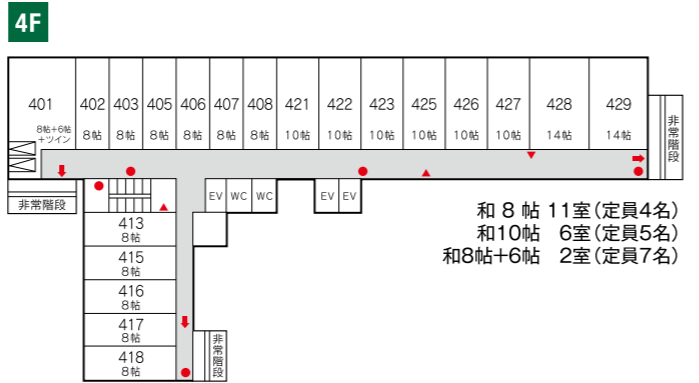 4F
401 402 403 405 406 407 408 421 422 423 425 426 427 428 429
8帖+6帖
+ツイン
8帖 8帖 8帖 8帖 8帖 8帖 10帖 10帖 10帖 10帖 10帖 10帖 14帖 14帖
非常階段
非常階段
EV WC WC EV EV
413
8帖
415
8帖
416
8帖
417
8帖
418
8帖
非常階段
和 8 帖 11室(定員4名)
和10帖 6室(定員5名)
和8帖+6帖 2室(定員7名)